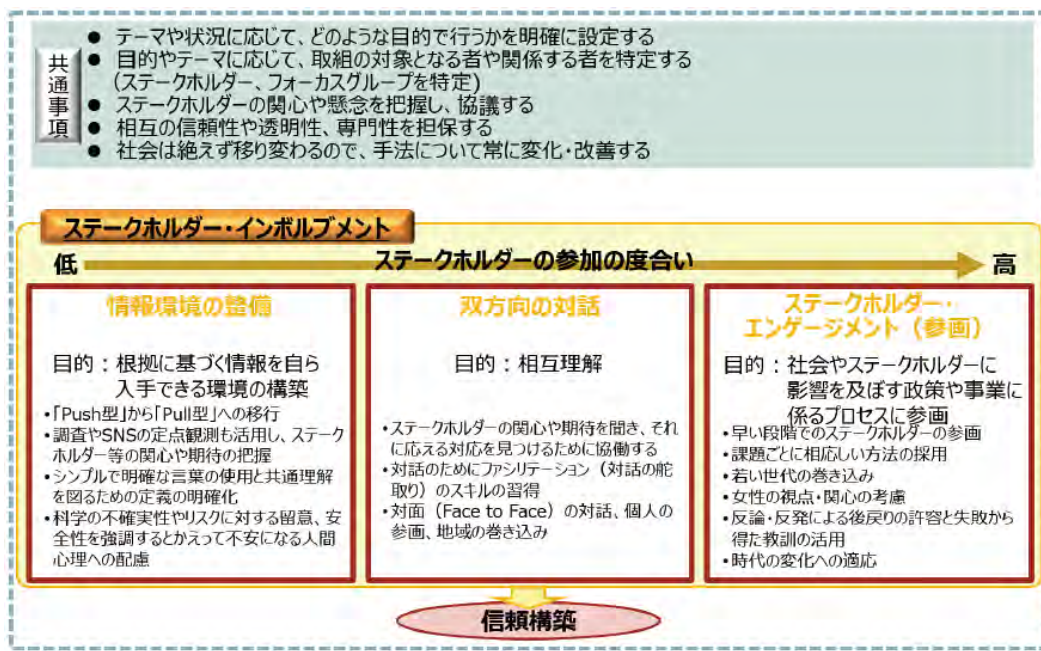 共通事項
● テーマや状況に応じて、どのような目的で行うかを明確に設定する
● 目的やテーマに応じて、取組の対象となる者や関係する者を特定する
(ステークホルダー、フォーカスグループを特定)
● ステークホルダーの関心や懸念を把握し、協議する
● 相互の信頼性や透明性、専門性を担保する
● 社会は絶えず移り変わるので、手法について常に変化・改善する
ステークホルダー・インボルブメント
低 ステークホルダーの参加の度合い 高
情報環境の整備
目的：根拠に基づく情報を自ら
入手できる環境の構築
・「Push型」から「Pull型」への移行
・調査やSNSの定点観測も活用し、ステーク
ホルダー等の関心や期待の把握
・シンプルで明確な言葉の使用と共通理解
を図るための定義の明確化
・科学の不確実性やリスクに対する留意、安
全性を強調するとかえって不安になる人間
心理への配慮
双方向の対話
目的：相互理解
・ステークホルダーの関心や期待を聞き、それ
に応える対応を見つけるために協働する
・対話のためにファシリテーション（対話の舵
取り）のスキルの習得
・対面（Face to Face）の対話、個人の
参画、地域の巻き込み
ステークホルダー・
エンゲージメント（参画）
目的：社会やステークホルダーに
影響を及ぼす政策や事業に
係るプロセスに参画
・早い段階でのステークホルダーの参画
・課題ごとに相応しい方法の採用
・若い世代の巻き込み
・女性の視点・関心の考慮
・反論・反発による後戻りの許容と失敗から
得た教訓の活用
・時代の変化への適応
信頼構築